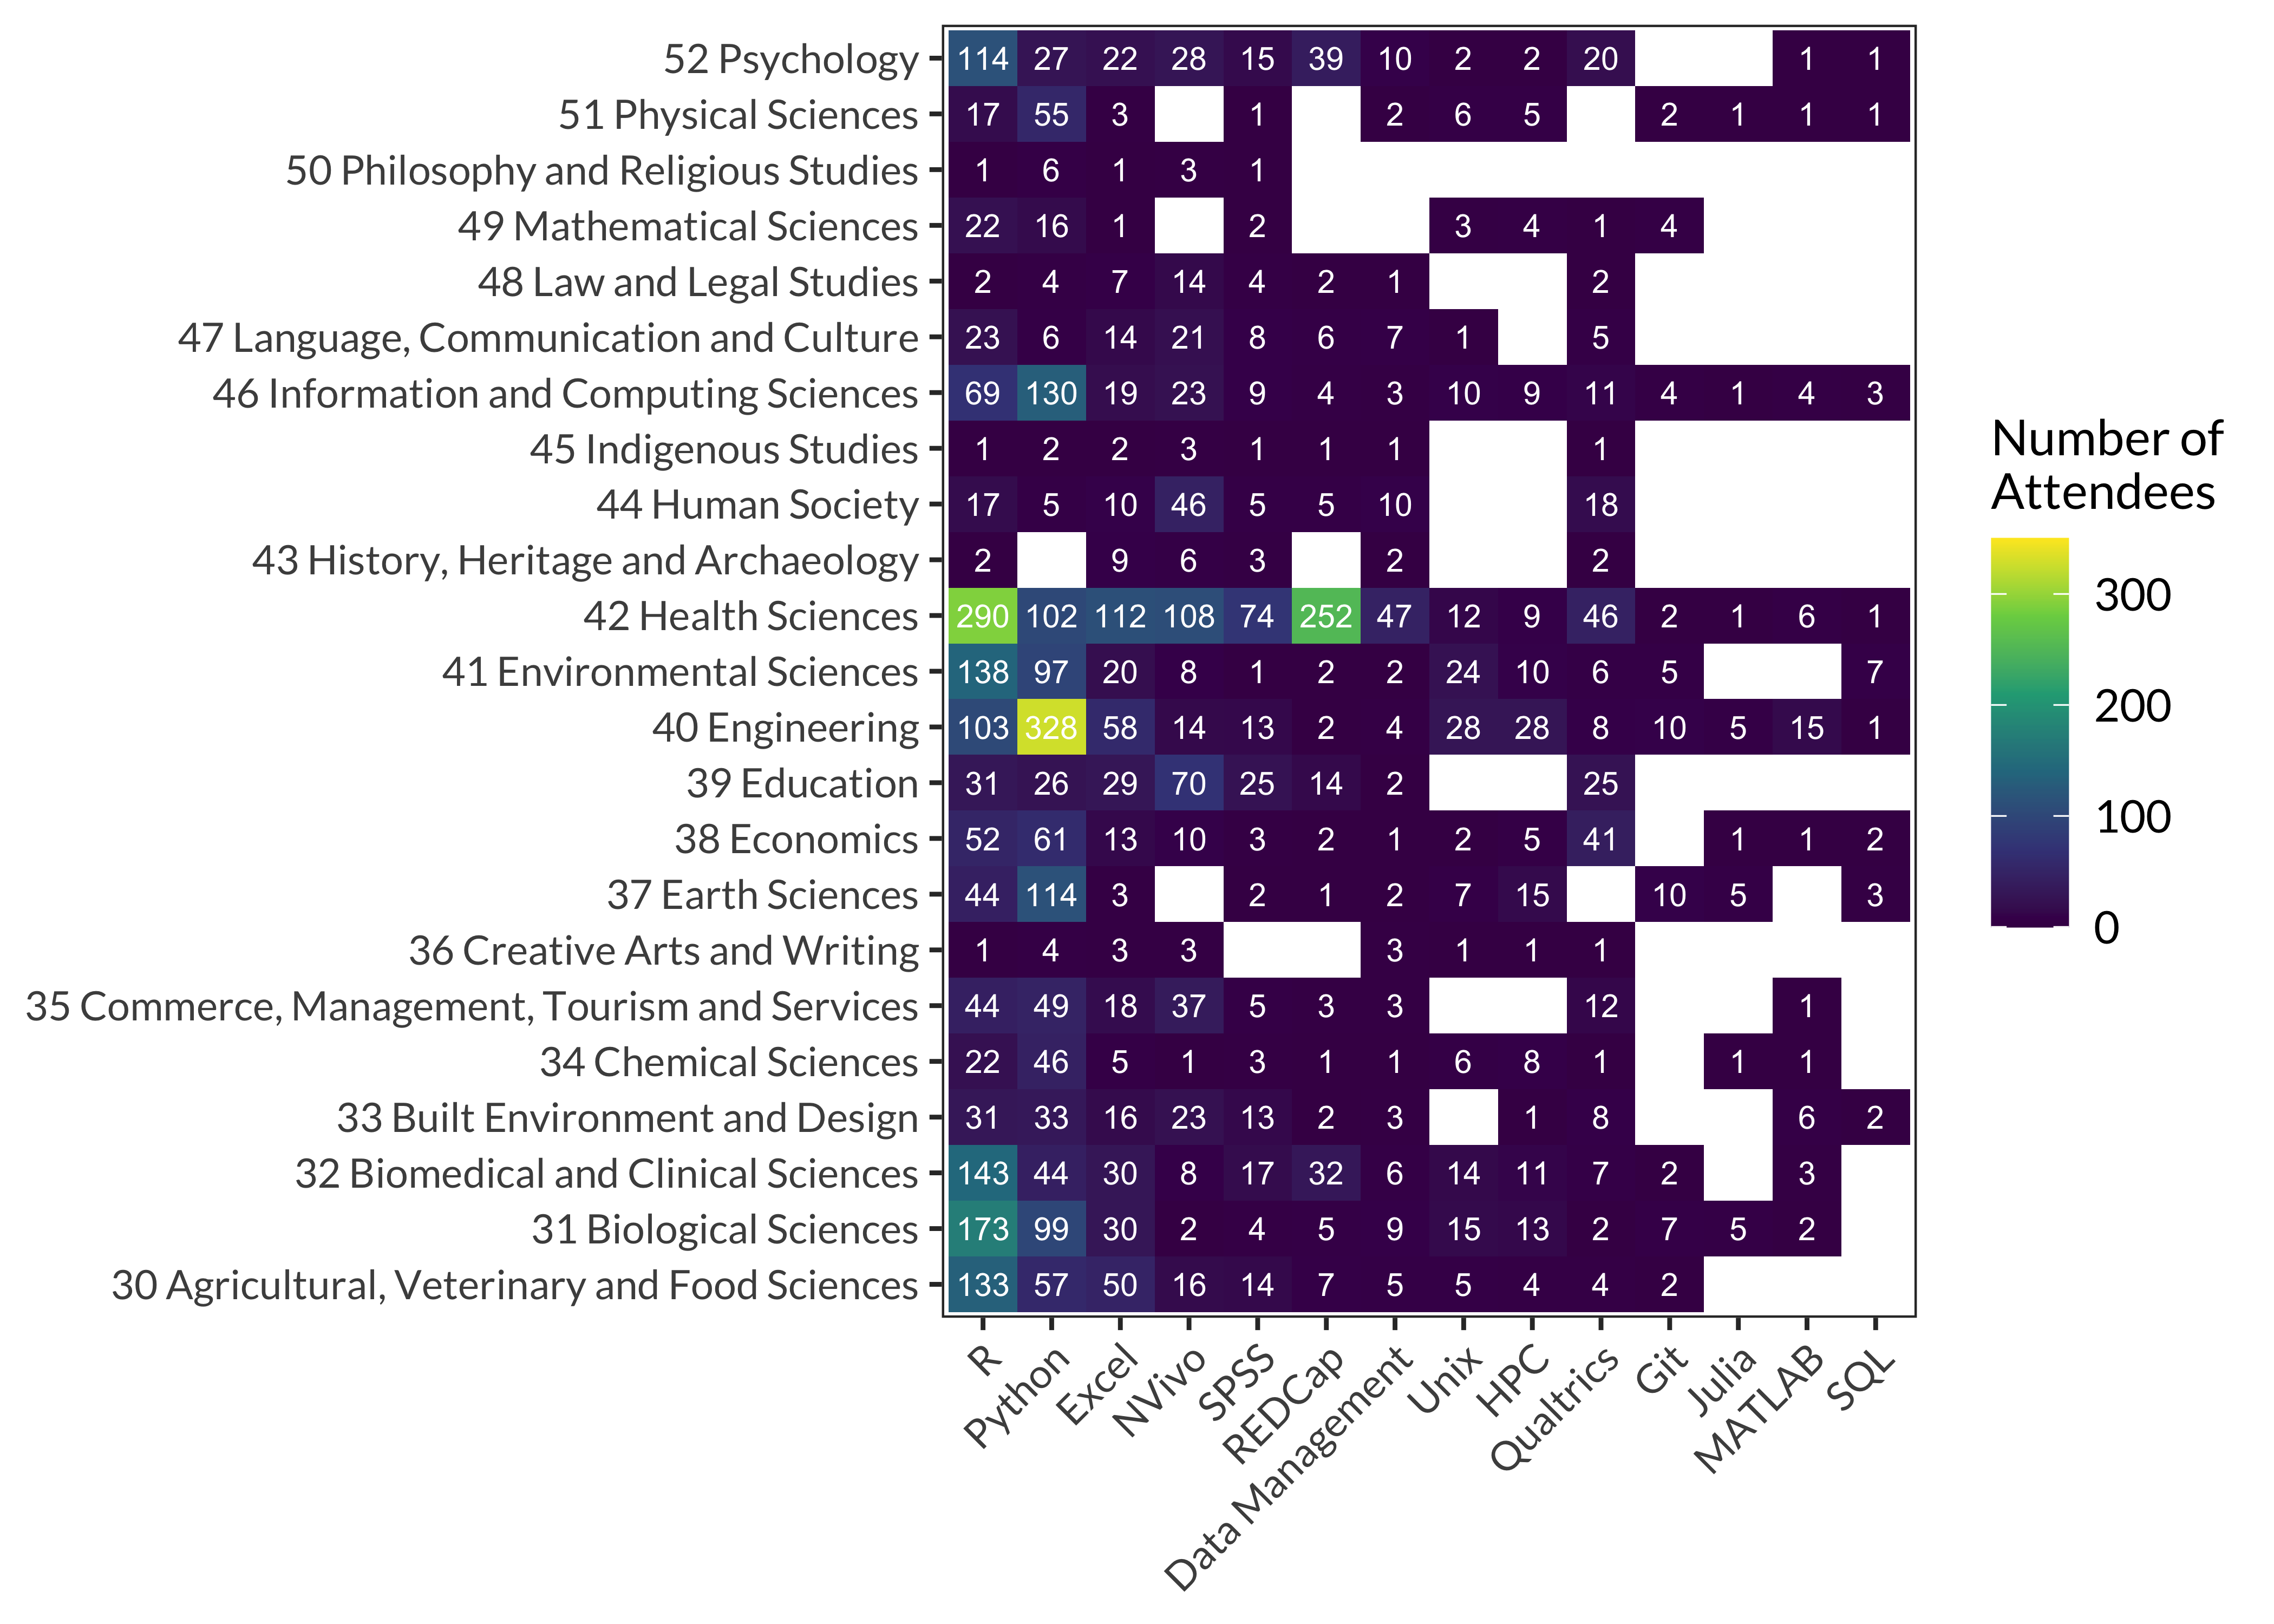 52 Psychology 114 27 22 28 15 39 10 2 2 20 1 1
51 Physical Sciences 17 55 3 1 2 6 5 2 1 1 1
50 Philosophy and Religious Studies 1 6 1 3 1
49 Mathematical Sciences 22 16 1 2 3 4 1 4
48 Law and Legal Studies 2 4 7 14 4 2 1 2
47 Language, Communication and Culture 23 6 14 21 8 6 7 1 5
46 Information and Computing Sciences 69 130 19 23 9 4 3 10 9 11 4 1 4 3
45 Indigenous Studies 1 2 2 3 1 1 1 1
44 Human Society 17 5 10 46 5 5 10 18
43 History, Heritage and Archaeology 2 9 6 3 2 2
42 Health Sciences 290 102 112 108 74 252 47 12 9 46 2 1 6 1
41 Environmental Sciences 138 97 20 8 1 2 2 24 10 6 5 7
40 Engineering 103 328 58 14 13 2 4 28 28 8 10 5 15 1
39 Education 31 26 29 70 25 14 2 25
38 Economics 52 61 13 10 3 2 1 2 5 41 1 1 2
37 Earth Sciences 44 114 3 2 1 2 7 15 10 5 3
36 Creative Arts and Writing 1 4 3 3 3 1 1 1
35 Commerce, Management, Tourism and Services 44 49 18 37 5 3 3 12 1
34 Chemical Sciences 22 46 5 1 3 1 1 6 8 1 1 1
33 Built Environment and Design 31 33 16 23 13 2 3 1 8 6 2
32 Biomedical and Clinical Sciences 143 44 30 8 17 32 6 14 11 7 2 3
31 Biological Sciences 173 99 30 2 4 5 9 15 13 2 7 5 2
30 Agricultural, Veterinary and Food Sciences 133 57 50 16 14 7 5 5 4 4 2
R
Python
Excel
NVivo
SPSS
REDCap
Data Management
Unix
HPC
Qualtrics
Git
Julia
MATLAB
SQL
Number of
Attendees
300
200
100
0